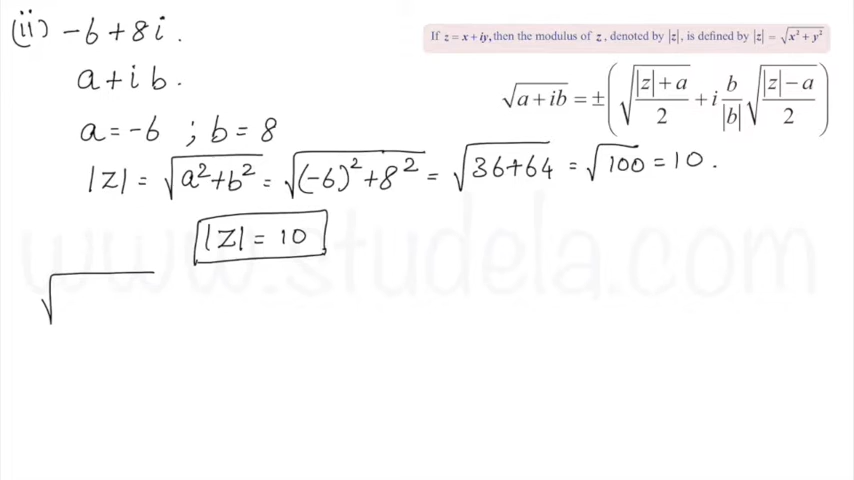 (ii) -6+8i.
If z = x + iy, then the modulus of z, denoted by |z|, is defined by |z| = √(x² + y²)
a+ib.
√(a+ib) = ±(√((|z|+a)/2) + i b/|b| √((|z|−a)/2))
a=-6 ; b=8
|Z| = √(a²+b²) = √((-6)²+8²) = √(36+64) = √100 = 10.
|Z| = 10
www.studela.com
√